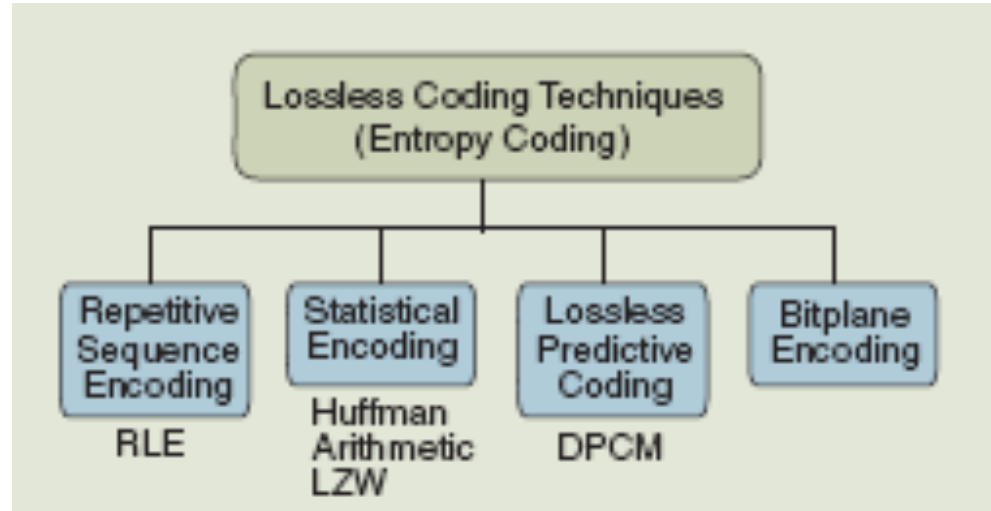 Lossless Coding Techniques
(Entropy Coding)
Repetitive
Sequence
Encoding
RLE
Statistical
Encoding
Huffman
Arithmetic
LZW
Lossless
Predictive
Coding
DPCM
Bitplane
Encoding